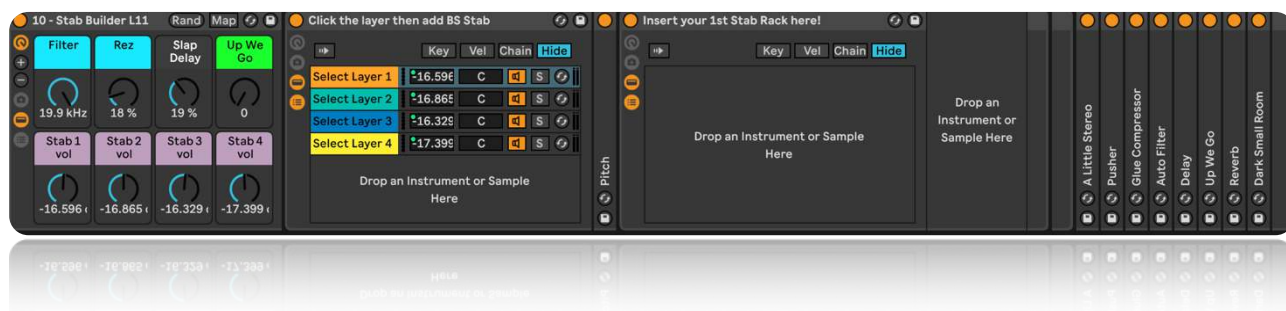 10 - Stab Builder L11
Rand
Map
Filter
Rez
Slap
Delay
Up We
Go
19.9 kHz
18 %
19 %
0
Stab 1
vol
Stab 2
vol
Stab 3
vol
Stab 4
vol
-16.596
-16.865
-16.329
-17.399
Click the layer then add BS Stab
Key
Vel
Chain
Hide
Select Layer 1
-16.596
C
S
Select Layer 2
-16.865
C
S
Select Layer 3
-16.329
C
S
Select Layer 4
-17.399
C
S
Drop an Instrument or Sample
Here
Pitch
Insert your 1st Stab Rack here!
Key
Vel
Chain
Hide
Drop an Instrument or Sample
Here
Drop an
Instrument or
Sample Here
A Little Stereo
Pusher
Glue Compressor
Auto Filter
Delay
Up We Go
Reverb
Dark Small Room